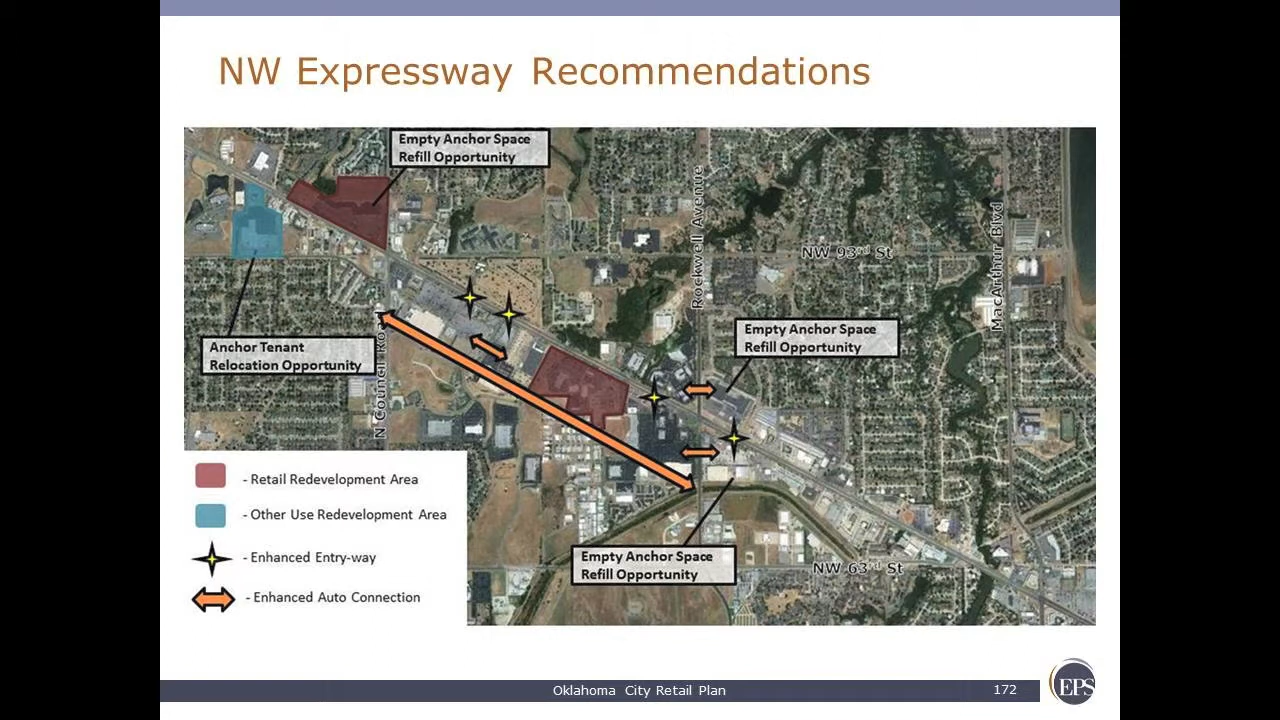 NW Expressway Recommendations
Empty Anchor Space
Refill Opportunity
Rockwell Avenue
MacArthur Blvd
NW 93rd St
Anchor Tenant
Relocation Opportunity
N Council Road
Empty Anchor Space
Refill Opportunity
- Retail Redevelopment Area
- Other Use Redevelopment Area
- Enhanced Entry-way
- Enhanced Auto Connection
Empty Anchor Space
Refill Opportunity
NW 63rd St
Oklahoma City Retail Plan
172
EPS